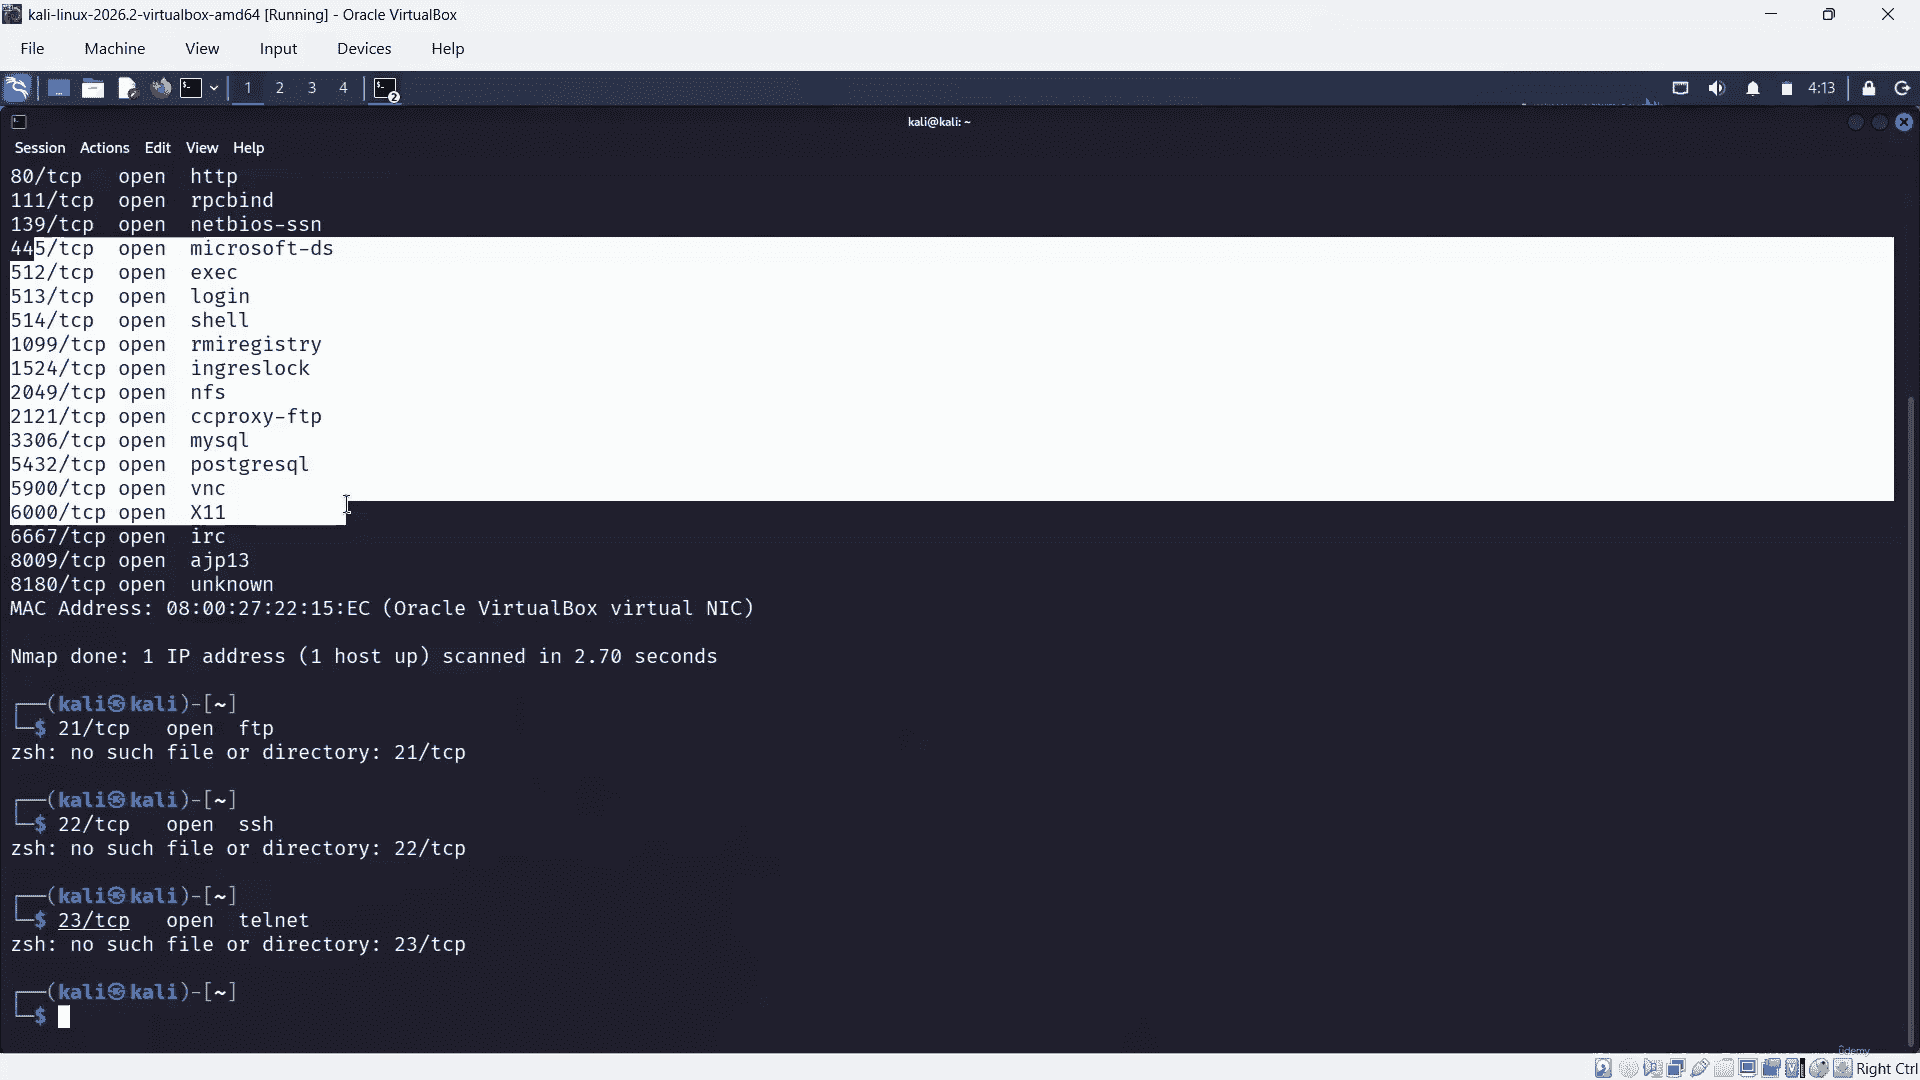 kali-linux-2026.2-virtualbox-amd64 [Running] - Oracle VirtualBox
File Machine View Input Devices Help
1 2 3 4 2 4:13
kali@kali: ~
Session Actions Edit View Help
80/tcp open http
111/tcp open rpcbind
139/tcp open netbios-ssn
445/tcp open microsoft-ds
512/tcp open exec
513/tcp open login
514/tcp open shell
1099/tcp open rmiregistry
1524/tcp open ingreslock
2049/tcp open nfs
2121/tcp open ccproxy-ftp
3306/tcp open mysql
5432/tcp open postgresql
5900/tcp open vnc
6000/tcp open X11
6667/tcp open irc
8009/tcp open ajp13
8180/tcp open unknown
MAC Address: 08:00:27:22:15:EC (Oracle VirtualBox virtual NIC)
Nmap done: 1 IP address (1 host up) scanned in 2.70 seconds
┌──(kali㉿kali)-[~]
└─$ 21/tcp open ftp
zsh: no such file or directory: 21/tcp
┌──(kali㉿kali)-[~]
└─$ 22/tcp open ssh
zsh: no such file or directory: 22/tcp
┌──(kali㉿kali)-[~]
└─$ 23/tcp open telnet
zsh: no such file or directory: 23/tcp
┌──(kali㉿kali)-[~]
└─$
udemy
Right Ctrl